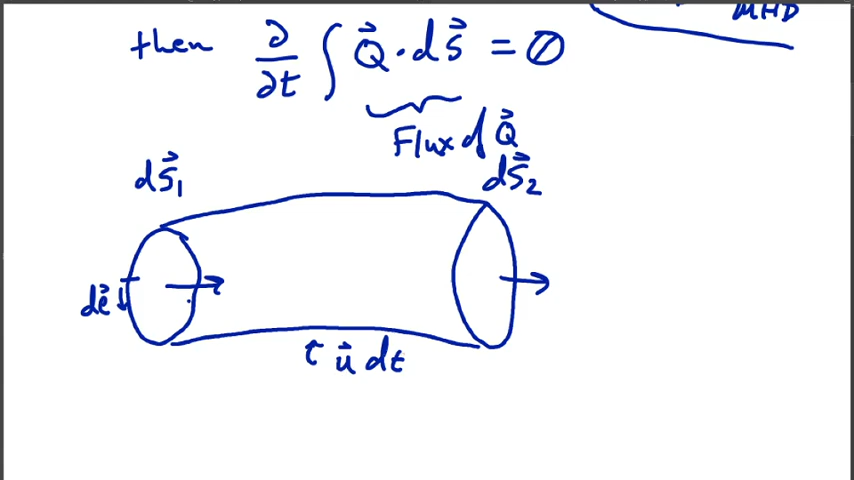 MHD
then ∂/∂t ∫ Q⃗ · dS⃗ = 0
Flux of Q⃗
dS⃗₁ dS⃗₂
dℓ⃗
u⃗ dt